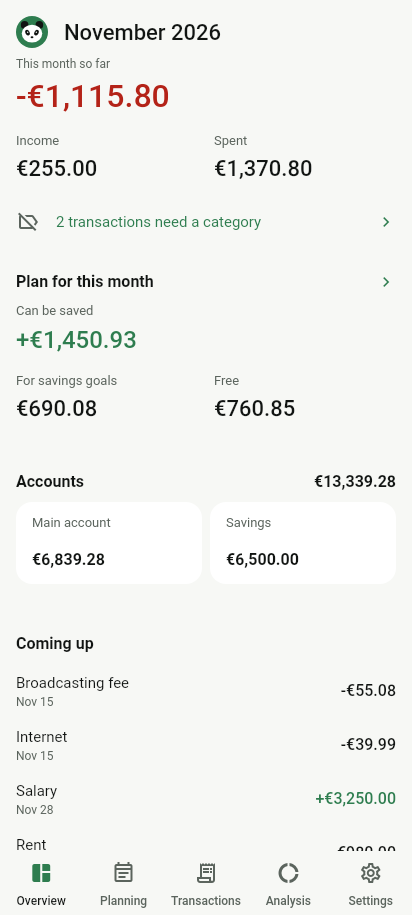 November 2026
This month so far
-€1,115.80
Income
Spent
€255.00
€1,370.80
2 transactions need a category
Plan for this month
Can be saved
+€1,450.93
For savings goals
Free
€690.08
€760.85
Accounts
€13,339.28
Main account
Savings
€6,839.28
€6,500.00
Coming up
Broadcasting fee
-€55.08
Nov 15
Internet
-€39.99
Nov 15
Salary
+€3,250.00
Nov 28
Rent
Overview
Planning
Transactions
Analysis
Settings